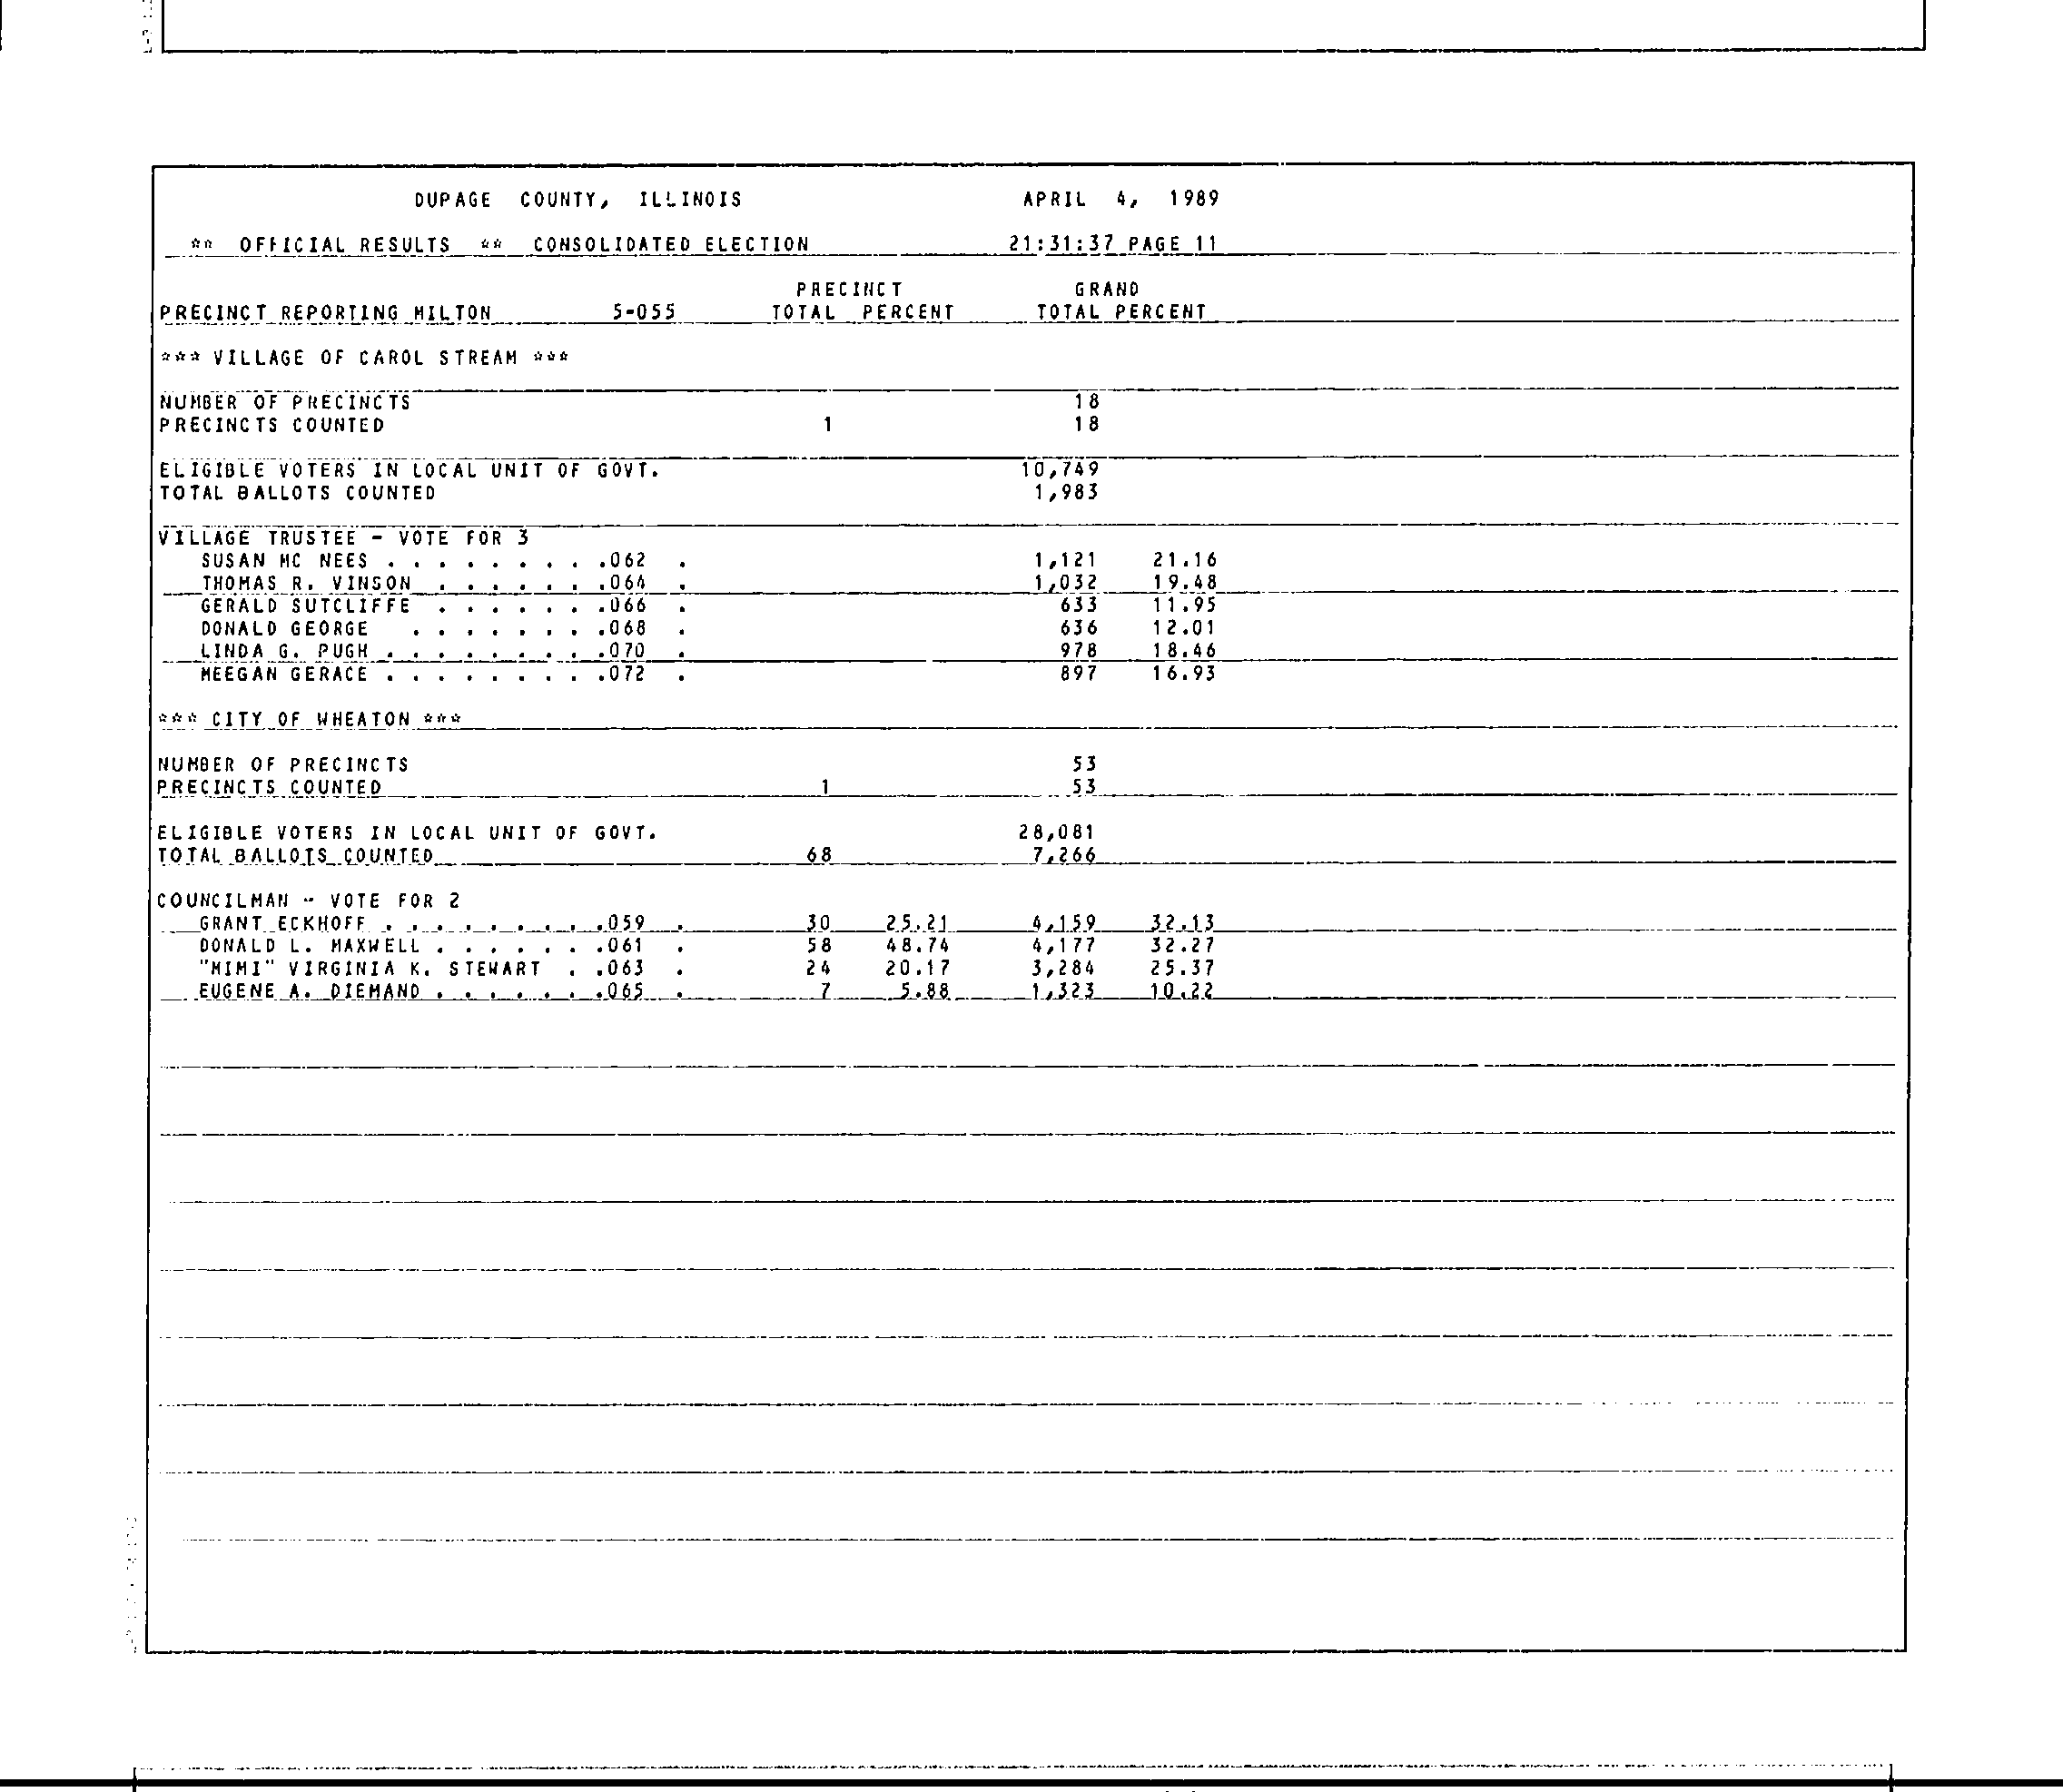 DUPAGE COUNTY, ILLINOIS APRIL 4, 1989
** OFFICIAL RESULTS ** CONSOLIDATED ELECTION 21:31:37 PAGE 11
PRECINCT GRAND
PRECINCT REPORTING MILTON 5-055 TOTAL PERCENT TOTAL PERCENT
*** VILLAGE OF CAROL STREAM ***
NUMBER OF PRECINCTS 18
PRECINCTS COUNTED 1 18
ELIGIBLE VOTERS IN LOCAL UNIT OF GOVT. 10,749
TOTAL BALLOTS COUNTED 1,983
VILLAGE TRUSTEE - VOTE FOR 3
SUSAN MC NEES . . . . . . . . .062 . 1,121 21.16
THOMAS R. VINSON . . . . . . .064 . 1,032 19.48
GERALD SUTCLIFFE . . . . . . .066 . 633 11.95
DONALD GEORGE . . . . . . . .068 . 636 12.01
LINDA G. PUGH . . . . . . . . .070 . 978 18.46
MEEGAN GERACE . . . . . . . . .072 . 897 16.93
*** CITY OF WHEATON ***
NUMBER OF PRECINCTS 53
PRECINCTS COUNTED 1 53
ELIGIBLE VOTERS IN LOCAL UNIT OF GOVT. 28,081
TOTAL BALLOTS COUNTED 68 7,266
COUNCILMAN - VOTE FOR 2
GRANT ECKHOFF . . . . . . . . .059 . 30 25.21 4,159 32.13
DONALD L. MAXWELL . . . . . . .061 . 58 48.74 4,177 32.27
"MIMI" VIRGINIA K. STEWART . .063 . 24 20.17 3,284 25.37
EUGENE A. DIEMAND . . . . . . .065 . 7 5.88 1,323 10.22